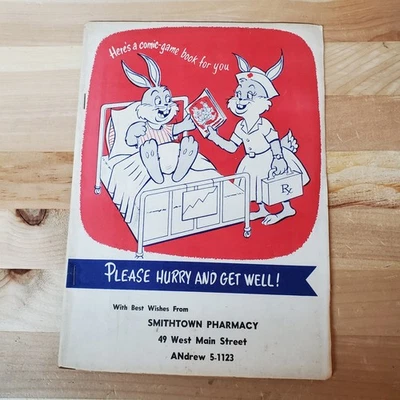 Here's a comic-game book for you
Rx
PLEASE HURRY AND GET WELL!
With Best Wishes From
SMITHTOWN PHARMACY
49 West Main Street
ANdrew 5-1123